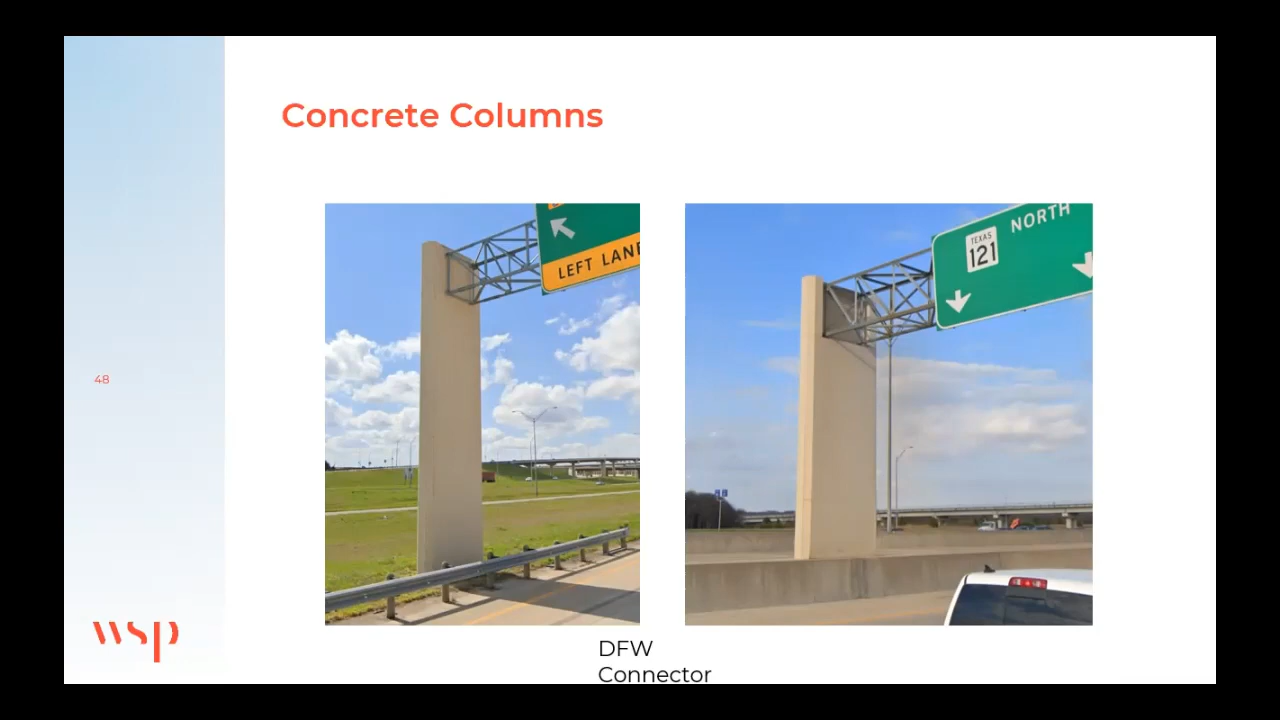 Concrete Columns
LEFT LANE
NORTH
TEXAS
121
48
wsp
DFW
Connector